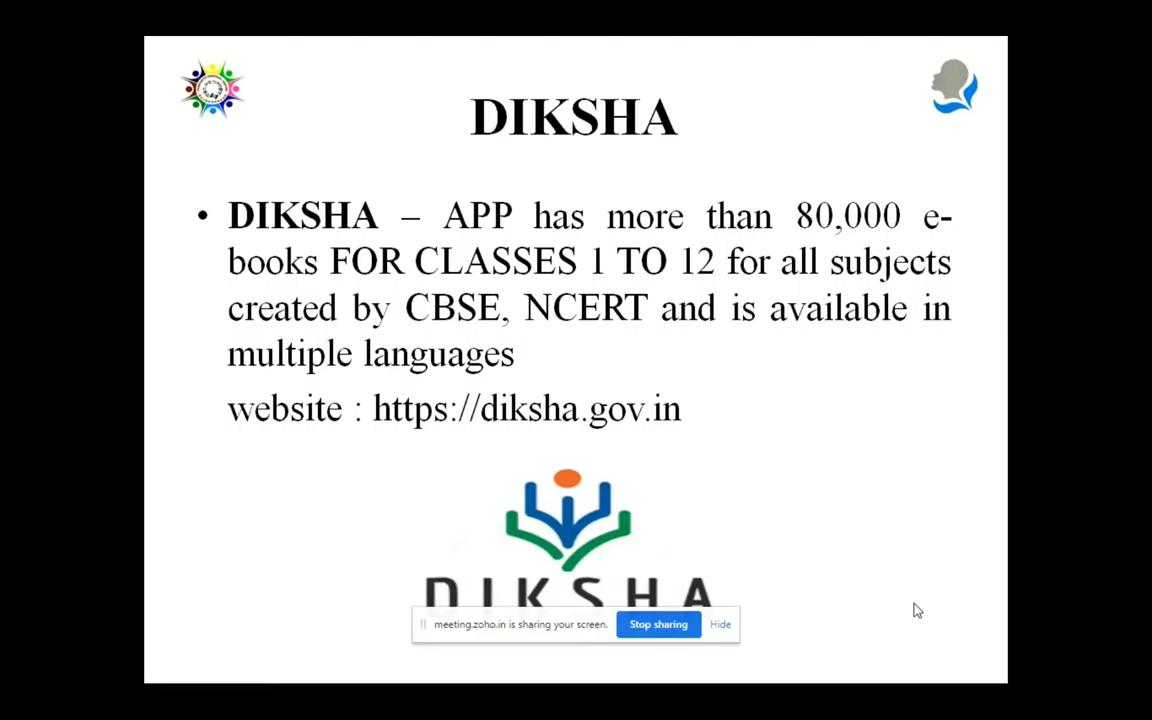 DIKSHA
• DIKSHA – APP has more than 80,000 e-
books FOR CLASSES 1 TO 12 for all subjects
created by CBSE, NCERT and is available in
multiple languages
website : https://diksha.gov.in
DIKSHA
meeting.zoho.in is sharing your screen. Stop sharing Hide